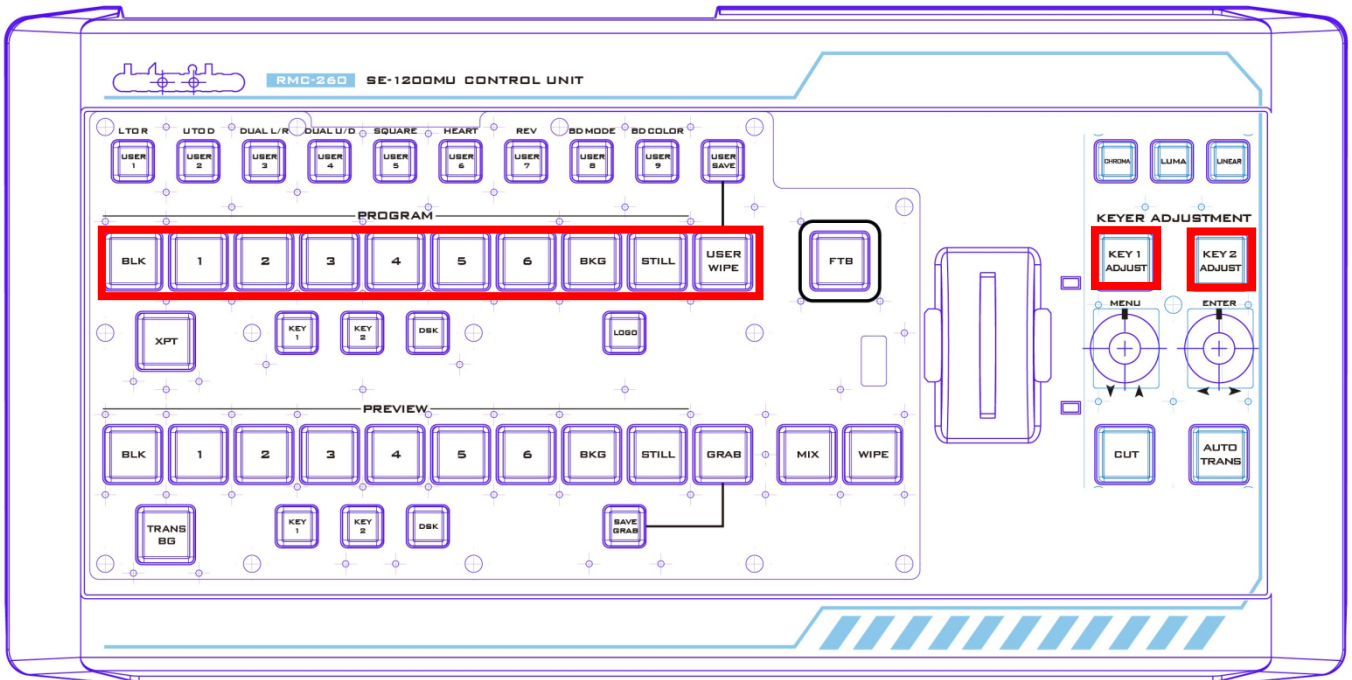 RMC-260 SE-1200MU CONTROL UNIT
L TO R U TO D DUAL L/R DUAL U/D SQUARE HEART REV BD MODE BD COLOR
USER 1 USER 2 USER 3 USER 4 USER 5 USER 6 USER 7 USER 8 USER 9 USER SAVE
CHROMA LUMA LINEAR
PROGRAM
KEYER ADJUSTMENT
BLK 1 2 3 4 5 6 BKG STILL USER WIPE FTB KEY 1 ADJUST KEY 2 ADJUST
MENU ENTER
XPT KEY 1 KEY 2 DSK LOGO
PREVIEW
BLK 1 2 3 4 5 6 BKG STILL GRAB MIX WIPE CUT AUTO TRANS
TRANS BG KEY 1 KEY 2 DSK SAVE GRAB